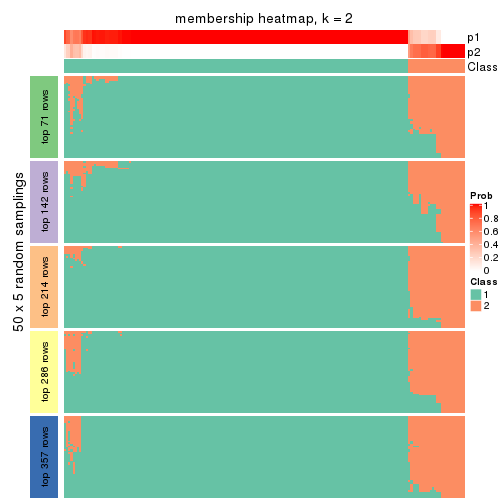 membership heatmap, k = 2
p1
p2
Class
50 x 5 random samplings
top 71 rows
top 142 rows
top 214 rows
top 286 rows
top 357 rows
Prob
1
0.8
0.6
0.4
0.2
0
Class
1
2